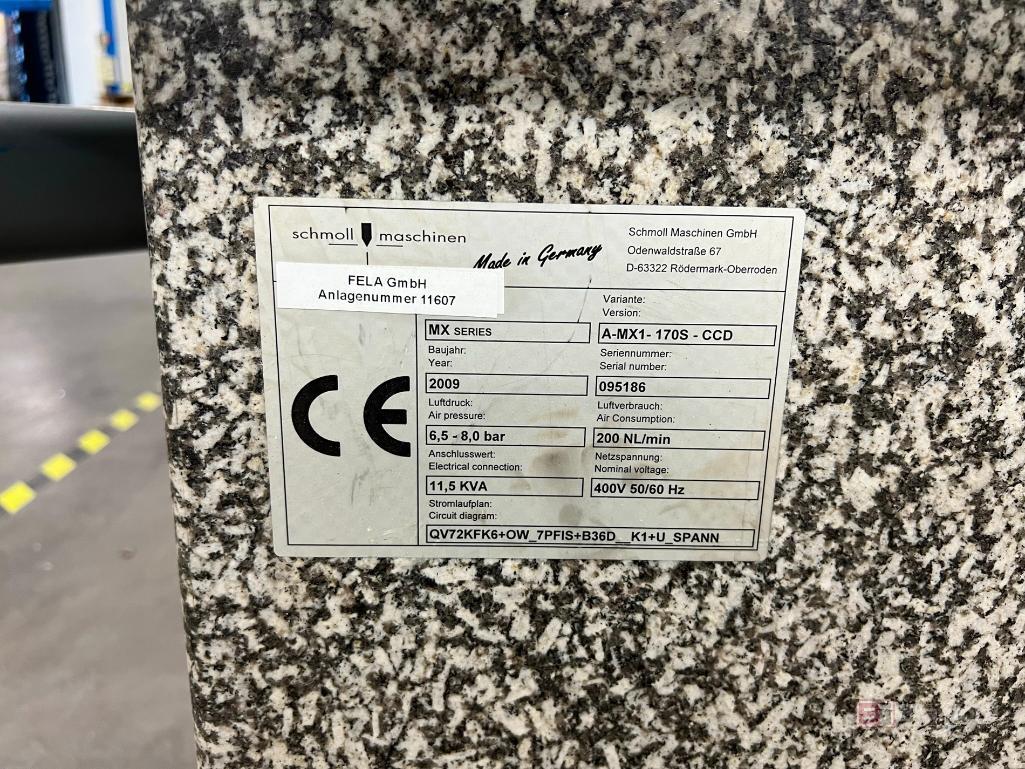 schmoll maschinen
Made in Germany
Schmoll Maschinen GmbH
Odenwaldstraße 67
D-63322 Rödermark-Oberroden
FELA GmbH
Anlagenummer 11607
MX SERIES
Variante:
Version:
A-MX1- 170S - CCD
Baujahr:
Year:
2009
Seriennummer:
Serial number:
095186
Luftdruck:
Air pressure:
6,5 - 8,0 bar
Luftverbrauch:
Air Consumption:
200 NL/min
Anschlusswert:
Electrical connection:
11,5 KVA
Netzspannung:
Nominal voltage:
400V 50/60 Hz
Stromlaufplan:
Circuit diagram:
QV72KFK6+OW_7PFIS+B36D__K1+U_SPANN
CE